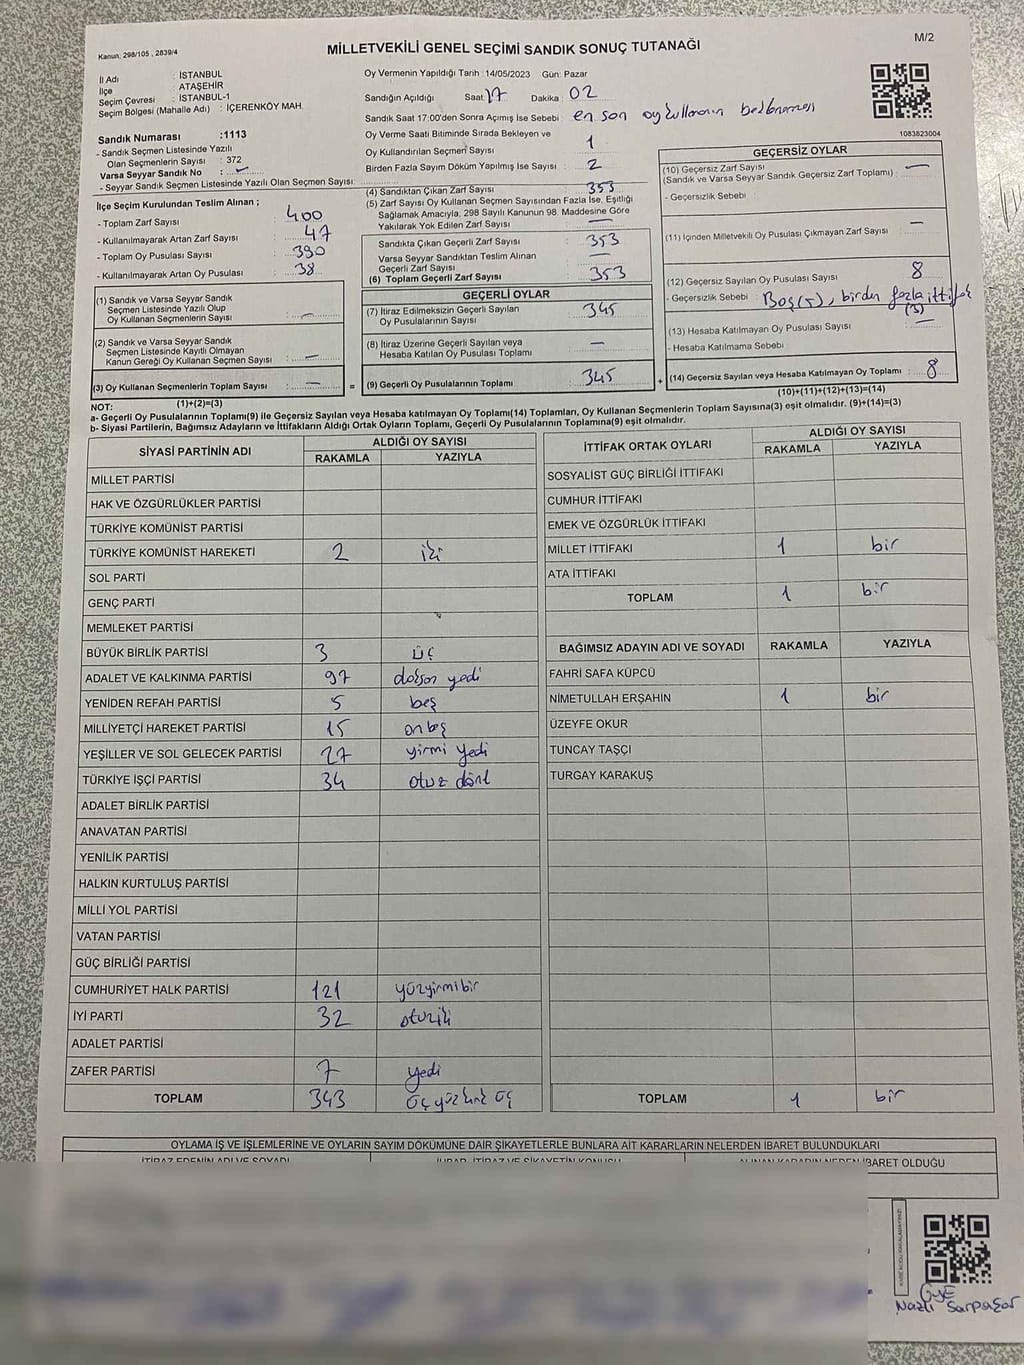 M/2
MİLLETVEKİLİ GENEL SEÇİMİ SANDIK SONUÇ TUTANAĞI
Kanun: 298/105 , 2839/4
İl Adı : İSTANBUL
İlçe : ATAŞEHİR
Seçim Çevresi : İSTANBUL-1
Seçim Bölgesi (Mahalle Adı) : İÇERENKÖY MAH.
Oy Vermenin Yapıldığı Tarih :14/05/2023 Gün: Pazar
Sandığın Açıldığı Saat 17 Dakika 02
Sandık Saat 17:00'den Sonra Açımış İse Sebebi : en son oy kullananın beklenmesi
1083823004
Sandık Numarası :1113
- Sandık Seçmen Listesinde Yazılı
Olan Seçmenlerin Sayısı : 372
Varsa Seyyar Sandık No :
- Seyyar Sandık Seçmen Listesinde Yazılı Olan Seçmen Sayısı:
Oy Verme Saati Bitiminde Sırada Bekleyen ve
Oy Kullandırılan Seçmen Sayısı 1
Birden Fazla Sayım Döküm Yapılmış İse Sayısı : 2
İlçe Seçim Kurulundan Teslim Alınan ;
- Toplam Zarf Sayısı : 400
- Kullanılmayarak Artan Zarf Sayısı : 47
- Toplam Oy Pusulası Sayısı : 390
- Kullanılmayarak Artan Oy Pusulası : 38
(4) Sandıktan Çıkan Zarf Sayısı : 353
(5) Zarf Sayısı Oy Kullanan Seçmen Sayısından Fazla İse, Eşitliği
Sağlamak Amacıyla, 298 Sayılı Kanunun 98. Maddesine Göre
Yakılarak Yok Edilen Zarf Sayısı : —
Sandıkta Çıkan Geçerli Zarf Sayısı : 353
Varsa Seyyar Sandıktan Teslim Alınan
Geçerli Zarf Sayısı : —
(6) Toplam Geçerli Zarf Sayısı : 353
GEÇERSİZ OYLAR
(10) Geçersiz Zarf Sayısı
(Sandık ve Varsa Seyyar Sandık Geçersiz Zarf Toplamı) : —
- Geçersizlik Sebebi :
(11) İçinden Milletvekili Oy Pusulası Çıkmayan Zarf Sayısı : —
(12) Geçersiz Sayılan Oy Pusulası Sayısı : 8
- Geçersizlik Sebebi : Boş (5), birden fazla ittifak (3)
(13) Hesaba Katılmayan Oy Pusulası Sayısı : —
- Hesaba Katılmama Sebebi :
(14) Geçersiz Sayılan veya Hesaba Katılmayan Oy Toplamı : 8
(10)+(11)+(12)+(13)=(14)
(1) Sandık ve Varsa Seyyar Sandık
Seçmen Listesinde Yazılı Olup
Oy Kullanan Seçmenlerin Sayısı : —
(2) Sandık ve Varsa Seyyar Sandık
Seçmen Listesinde Kayıtlı Olmayan
Kanun Gereği Oy Kullanan Seçmen Sayısı : —
(3) Oy Kullanan Seçmenlerin Toplam Sayısı : — =
(1)+(2)=(3)
GEÇERLİ OYLAR
(7) İtiraz Edilmeksizin Geçerli Sayılan
Oy Pusulalarının Sayısı : 345
(8) İtiraz Üzerine Geçerli Sayılan veya
Hesaba Katılan Oy Pusulası Toplamı : —
(9) Geçerli Oy Pusulalarının Toplamı : 345 +
NOT:
a- Geçerli Oy Pusulalarının Toplamı(9) ile Geçersiz Sayılan veya Hesaba katılmayan Oy Toplamı(14) Toplamları, Oy Kullanan Seçmenlerin Toplam Sayısına(3) eşit olmalıdır. (9)+(14)=(3)
b- Siyasi Partilerin, Bağımsız Adayların ve İttifakların Aldığı Ortak Oyların Toplamı, Geçerli Oy Pusulalarının Toplamına(9) eşit olmalıdır.
SİYASİ PARTİNİN ADI
ALDIĞI OY SAYISI
RAKAMLA YAZIYLA
MİLLET PARTİSİ
HAK VE ÖZGÜRLÜKLER PARTİSİ
TÜRKİYE KOMÜNİST PARTİSİ
TÜRKİYE KOMÜNİST HAREKETİ 2 iki
SOL PARTİ
GENÇ PARTİ
MEMLEKET PARTİSİ
BÜYÜK BİRLİK PARTİSİ 3 üç
ADALET VE KALKINMA PARTİSİ 97 doksan yedi
YENİDEN REFAH PARTİSİ 5 beş
MİLLİYETÇİ HAREKET PARTİSİ 15 onbeş
YEŞİLLER VE SOL GELECEK PARTİSİ 27 yirmi yedi
TÜRKİYE İŞÇİ PARTİSİ 34 otuz dört
ADALET BİRLİK PARTİSİ
ANAVATAN PARTİSİ
YENİLİK PARTİSİ
HALKIN KURTULUŞ PARTİSİ
MİLLİ YOL PARTİSİ
VATAN PARTİSİ
GÜÇ BİRLİĞİ PARTİSİ
CUMHURİYET HALK PARTİSİ 121 yüzyirmibir
İYİ PARTİ 32 otuziki
ADALET PARTİSİ
ZAFER PARTİSİ 7 yedi
TOPLAM 343 üçyüz kırk üç
İTTİFAK ORTAK OYLARI
ALDIĞI OY SAYISI
RAKAMLA YAZIYLA
SOSYALİST GÜÇ BİRLİĞİ İTTİFAKI
CUMHUR İTTİFAKI
EMEK VE ÖZGÜRLÜK İTTİFAKI
MİLLET İTTİFAKI 1 bir
ATA İTTİFAKI
TOPLAM 1 bir
BAĞIMSIZ ADAYIN ADI VE SOYADI RAKAMLA YAZIYLA
FAHRİ SAFA KÜPCÜ
NİMETULLAH ERŞAHIN 1 bir
ÜZEYFE OKUR
TUNCAY TAŞÇI
TURGAY KARAKUŞ
TOPLAM 1 bir
OYLAMA İŞ VE İŞLEMLERİNE VE OYLARIN SAYIM DÖKÜMÜNE DAİR ŞİKAYETLERLE BUNLARA AİT KARARLARIN NELERDEN İBARET BULUNDUKLARI
İTİRAZ EDENİN ADI VE SOYADI
İTİRAZ VE ŞİKAYETİN KONUSU
ALINAN KARARIN NEDEN İBARET OLDUĞU
Üye
Nazlı